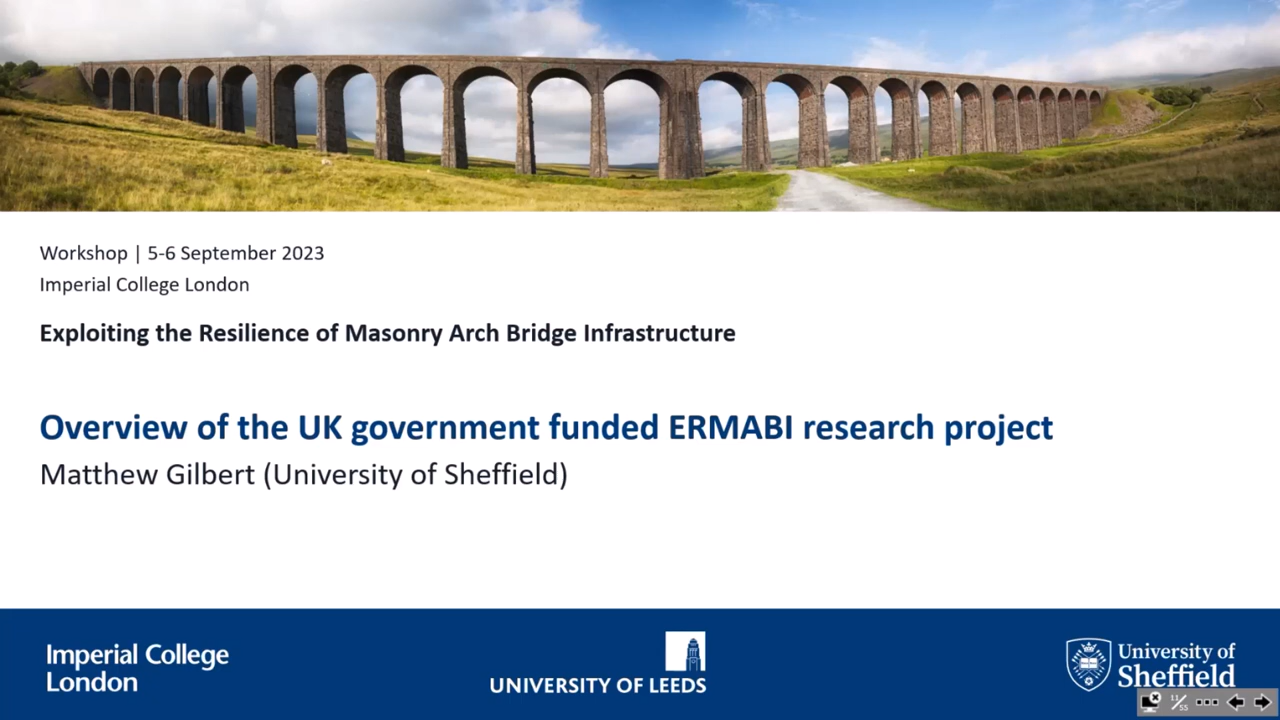 Workshop | 5-6 September 2023
Imperial College London
Exploiting the Resilience of Masonry Arch Bridge Infrastructure
Overview of the UK government funded ERMABI research project
Matthew Gilbert (University of Sheffield)
Imperial College
London
UNIVERSITY OF LEEDS
University of
Sheffield
11/55